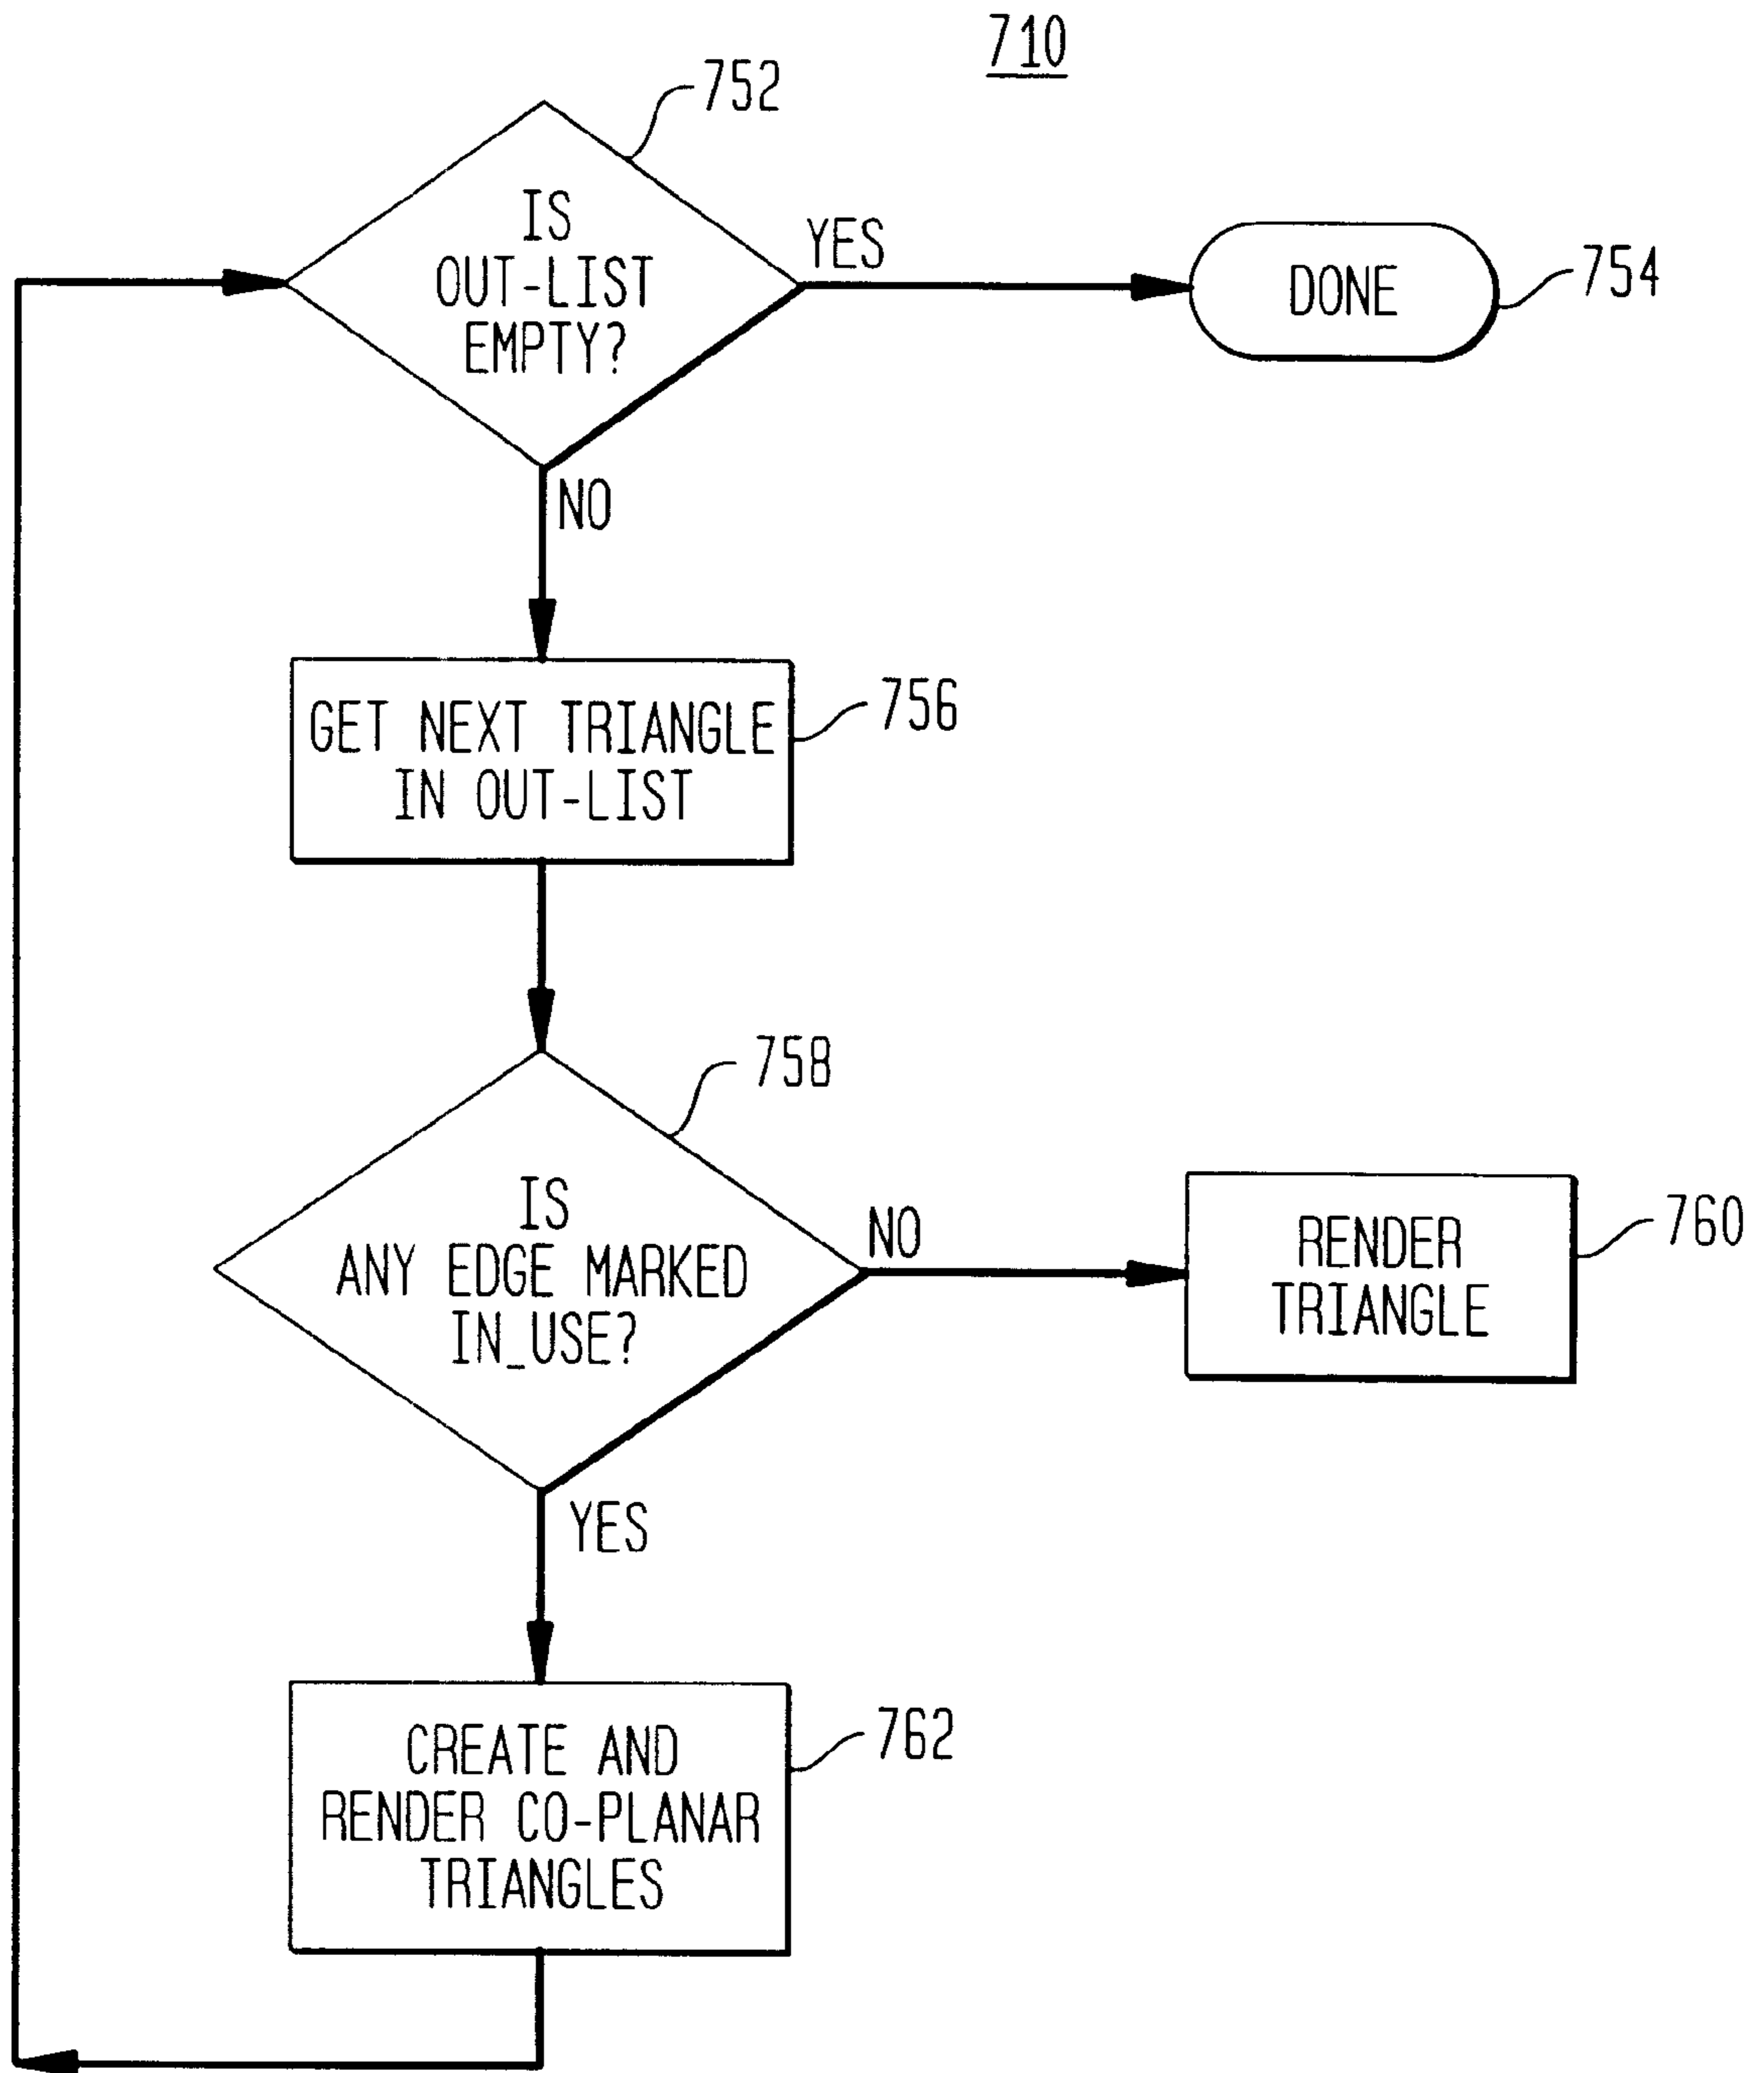 710
752
IS
OUT-LIST
EMPTY?
YES
DONE
754
NO
GET NEXT TRIANGLE
IN OUT-LIST
756
758
IS
ANY EDGE MARKED
IN_USE?
NO
RENDER
TRIANGLE
760
YES
CREATE AND
RENDER CO-PLANAR
TRIANGLES
762